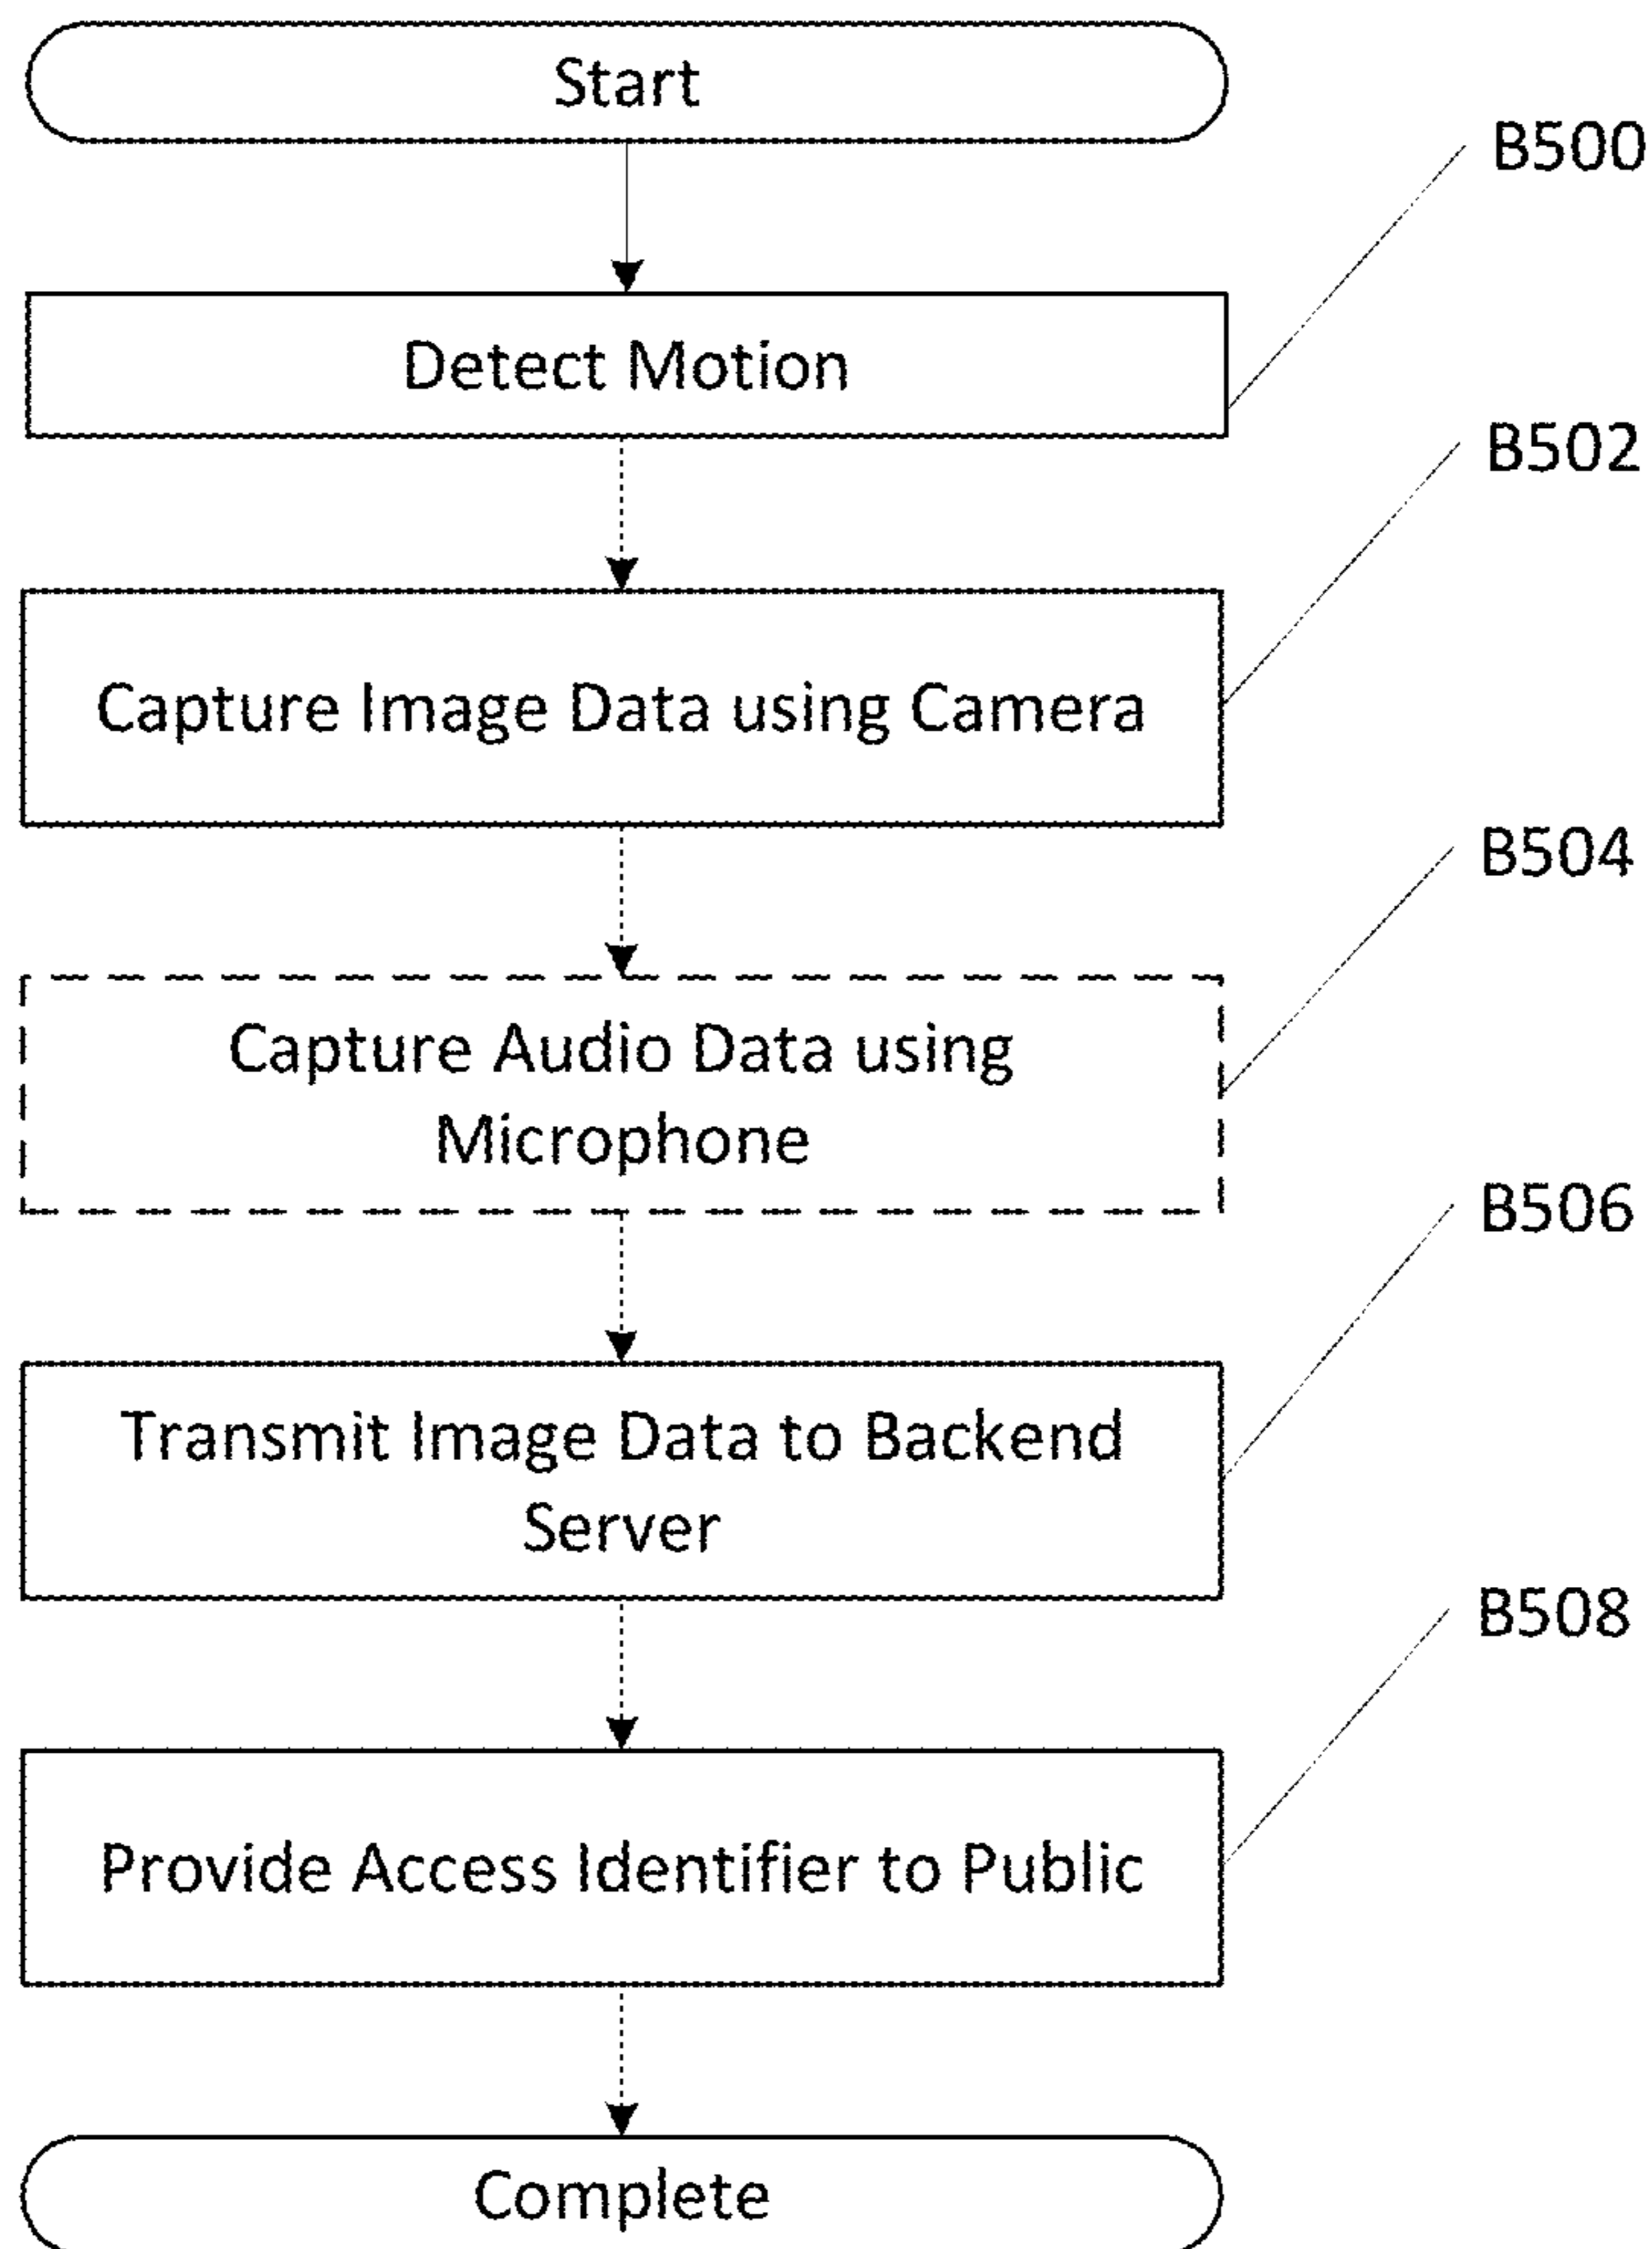 Start
B500
Detect Motion
B502
Capture Image Data using Camera
B504
Capture Audio Data using
Microphone
B506
Transmit Image Data to Backend
Server
B508
Provide Access Identifier to Public
Complete